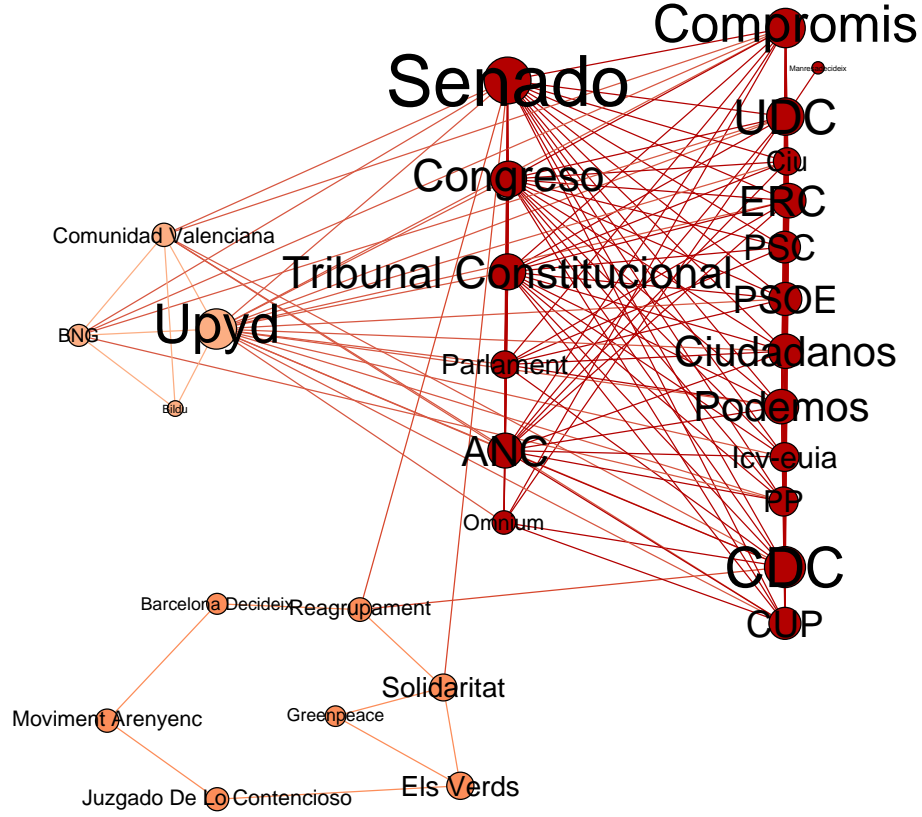 Compromis
Senado
Manresa Decideix
UDC
Ciu
Congreso
ERC
Comunidad Valenciana
PSC
Tribunal Constitucional
PSOE
Upyd
BNG
Ciudadanos
Parlament
Bildu
Podemos
ANC
Icv-euia
PP
Omnium
CDC
Barcelona Decideix
Reagrupament
CUP
Solidaritat
Moviment Arenyenc
Greenpeace
Els Verds
Juzgado De Lo Contencioso